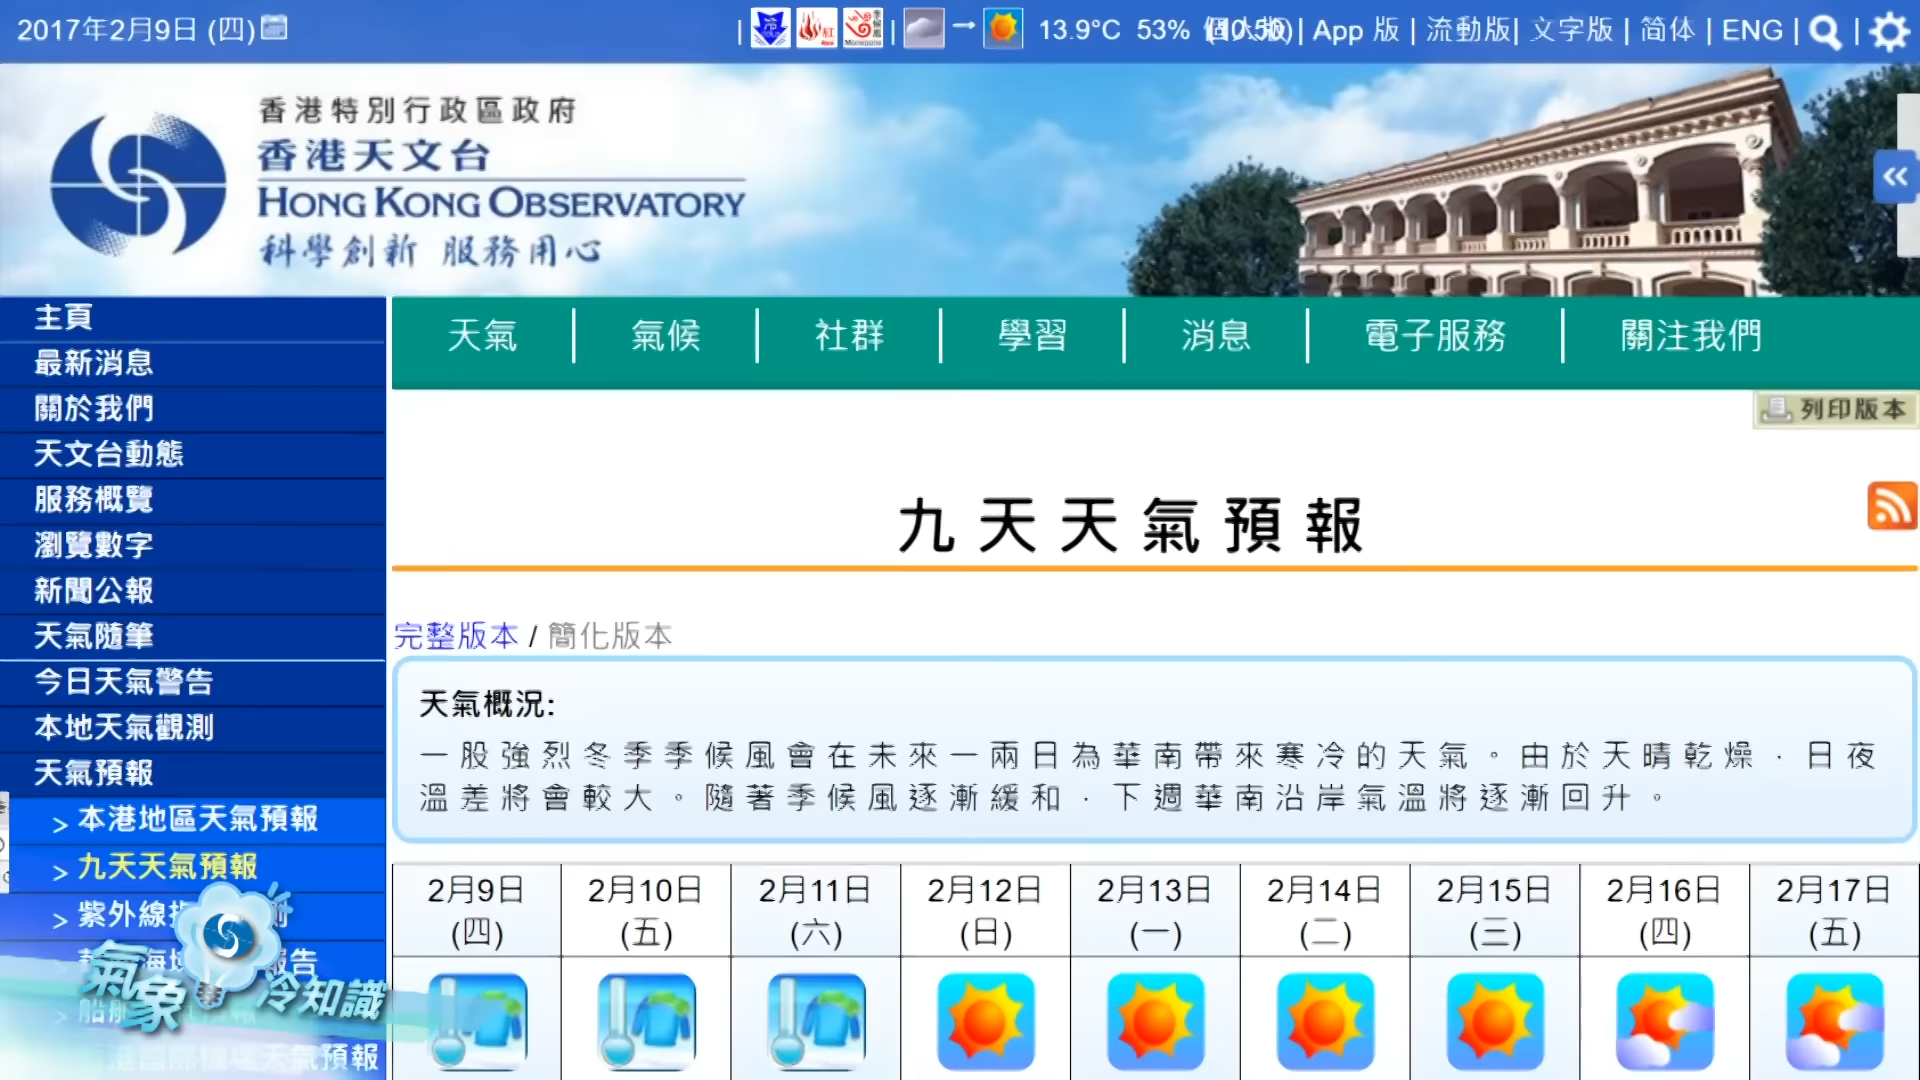 2017年2月9日 (四)
| | → 13.9°C 53% (10:50) | App 版 | 流動版| 文字版 | 简体 | ENG | |
香港特別行政區政府
香港天文台
HONG KONG OBSERVATORY
科學創新 服務用心
主頁
最新消息
關於我們
天文台動態
服務概覽
瀏覽數字
新聞公報
天氣隨筆
今日天氣警告
本地天氣觀測
天氣預報
> 本港地區天氣預報
> 九天天氣預報
> 紫外線
天氣預報
氣象冷知識
天氣 氣候 社群 學習 消息 電子服務 關注我們
列印版本
九天天氣預報
完整版本 / 簡化版本
天氣概況:
一股強烈冬季季候風會在未來一兩日為華南帶來寒冷的天氣。由於天晴乾燥，日夜
溫差將會較大。隨著季候風逐漸緩和，下週華南沿岸氣溫將逐漸回升。
2月9日 2月10日 2月11日 2月12日 2月13日 2月14日 2月15日 2月16日 2月17日
(四) (五) (六) (日) (一) (二) (三) (四) (五)